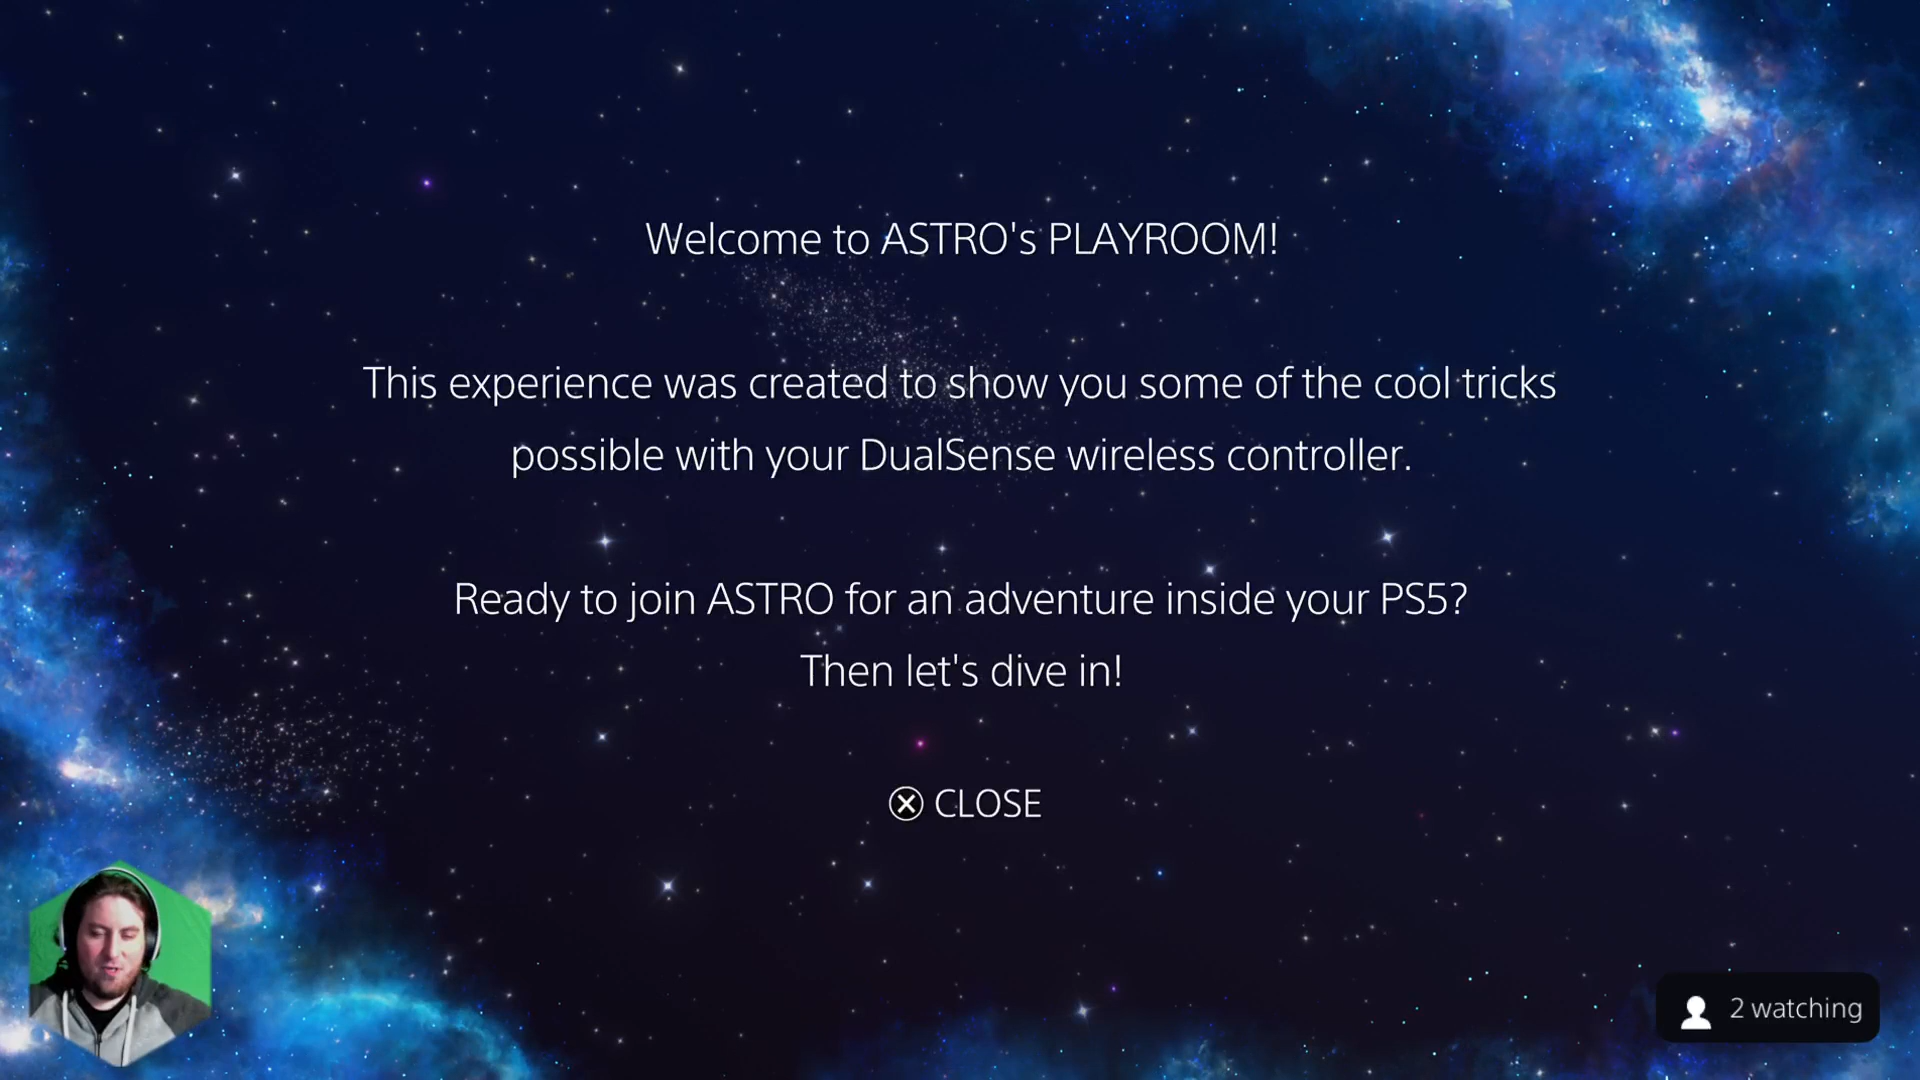 Welcome to ASTRO's PLAYROOM!
This experience was created to show you some of the cool tricks
possible with your DualSense wireless controller.
Ready to join ASTRO for an adventure inside your PS5?
Then let's dive in!
CLOSE
2 watching